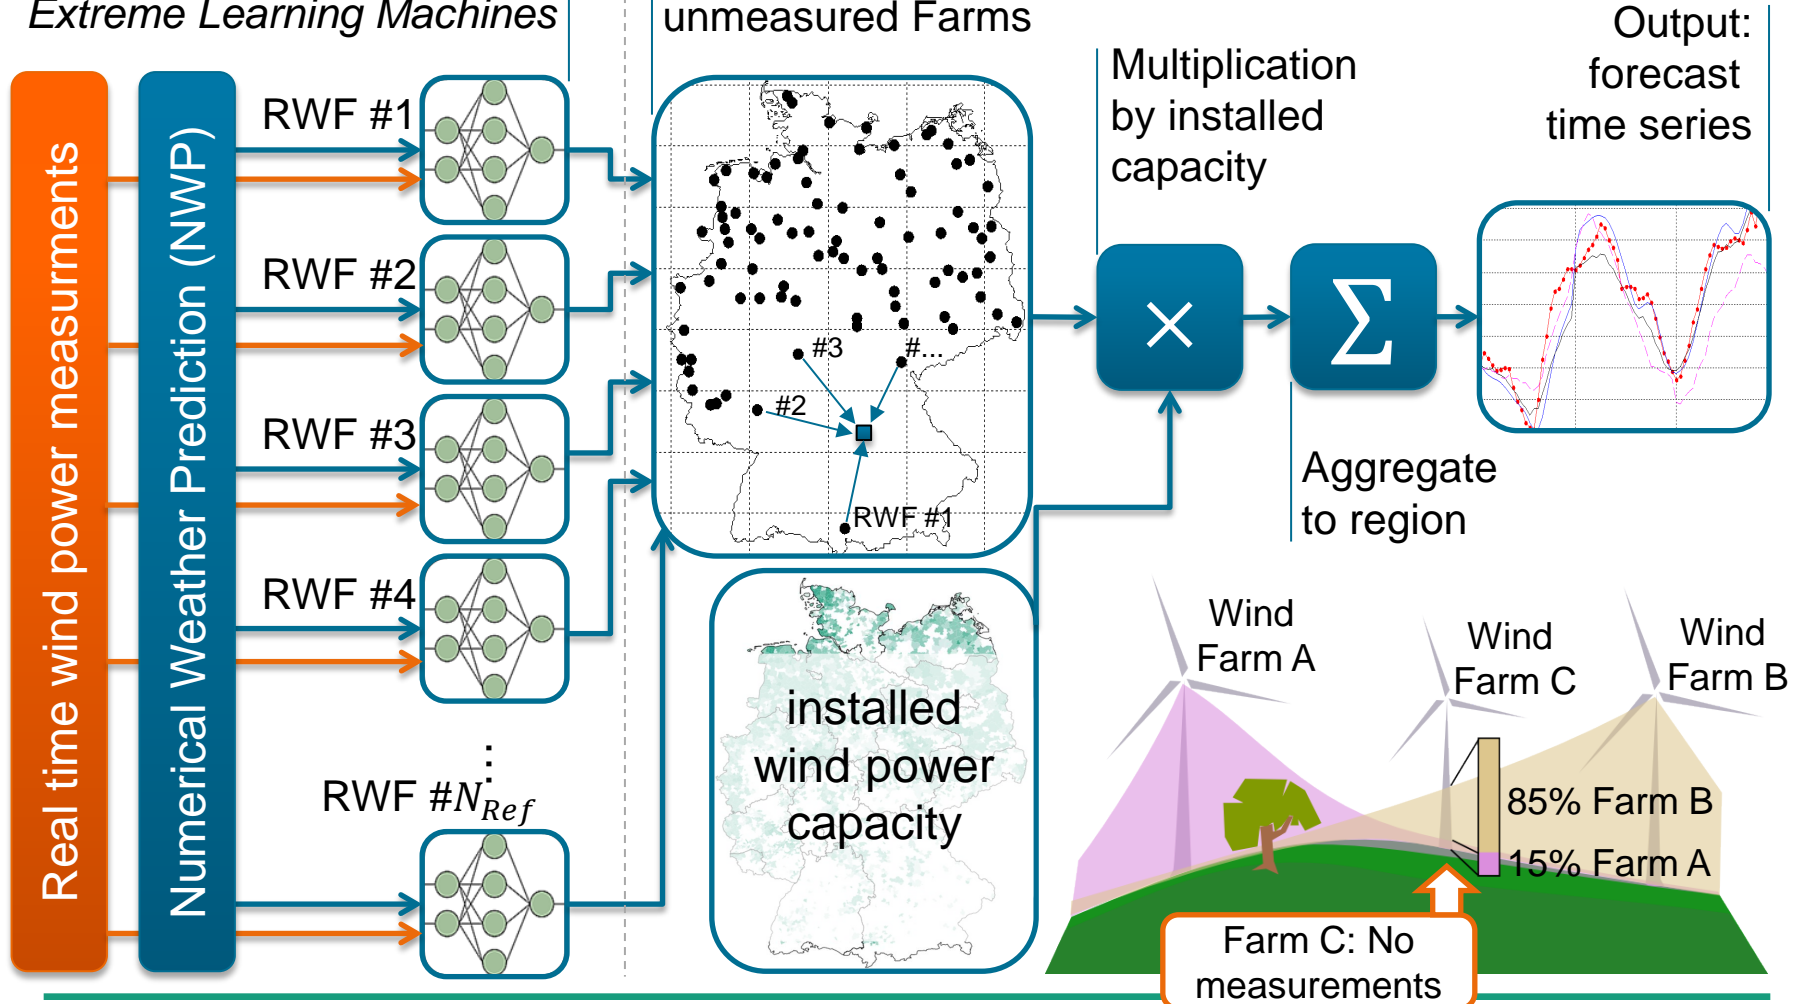 Extreme Learning Machines
unmeasured Farms
Output:
forecast
time series
Multiplication
by installed
capacity
Real time wind power measurments
Numerical Weather Prediction (NWP)
RWF #1
RWF #2
RWF #3
RWF #4
⋮
RWF #N_Ref
#3
#...
#2
RWF #1
×
Σ
Aggregate
to region
installed
wind power
capacity
Wind
Farm A
Wind
Farm C
Wind
Farm B
85% Farm B
15% Farm A
Farm C: No
measurements